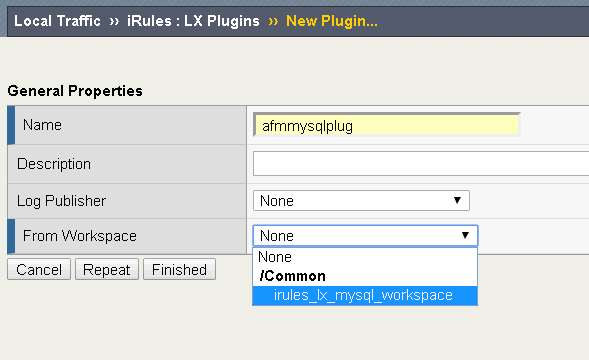 Local Traffic ›› iRules : LX Plugins ›› New Plugin...
General Properties
Name afmmysqlplug
Description
Log Publisher None
From Workspace None
None
/Common
irules_lx_mysql_workspace
Cancel Repeat Finished